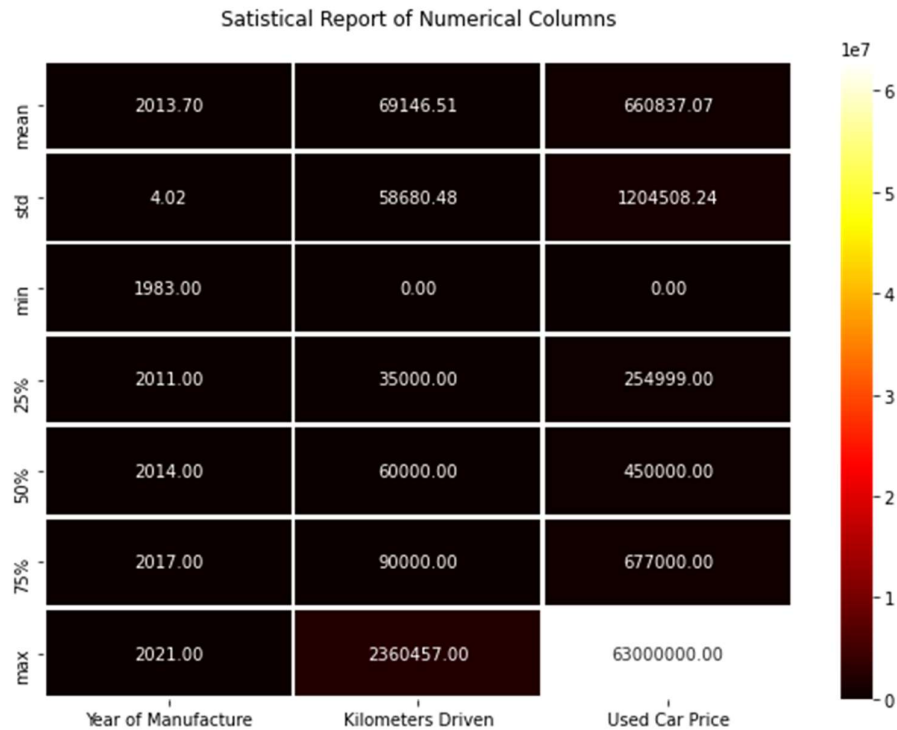 Satistical Report of Numerical Columns
1e7
mean 2013.70 69146.51 660837.07
std 4.02 58680.48 1204508.24
min 1983.00 0.00 0.00
25% 2011.00 35000.00 254999.00
50% 2014.00 60000.00 450000.00
75% 2017.00 90000.00 677000.00
max 2021.00 2360457.00 63000000.00
Year of Manufacture Kilometers Driven Used Car Price
6
5
4
3
2
1
0